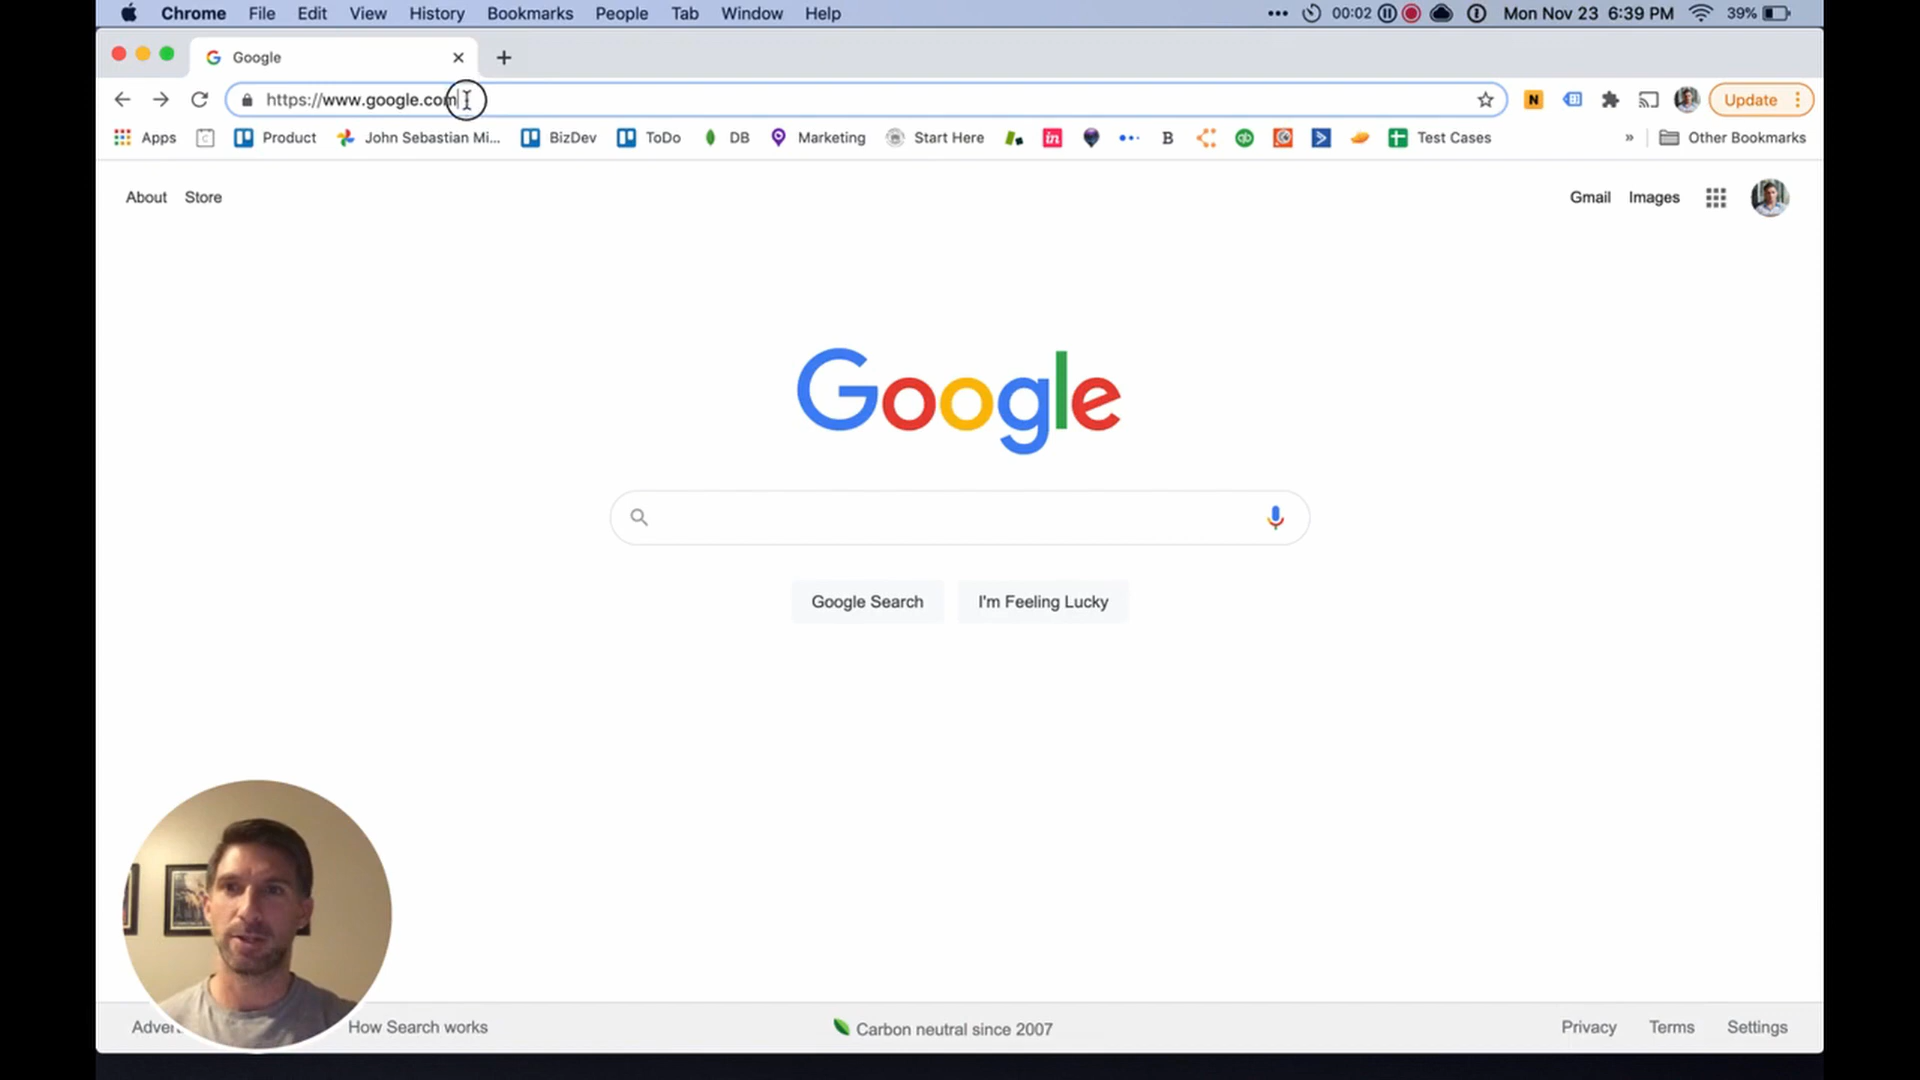 Chrome File Edit View History Bookmarks People Tab Window Help 00:02 Mon Nov 23 6:39 PM 39%
Google
https://www.google.com Update
Apps Product John Sebastian Mi... BizDev ToDo DB Marketing Start Here Test Cases » Other Bookmarks
About Store Gmail Images
Google
Google Search I'm Feeling Lucky
How Search works Carbon neutral since 2007 Privacy Terms Settings